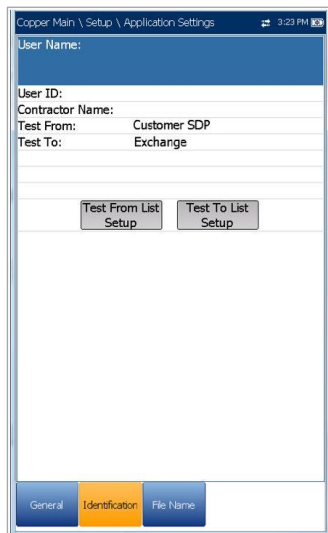 Copper Main \ Setup \ Application Settings 3:23 PM
User Name:
User ID:
Contractor Name:
Test From: Customer SDP
Test To: Exchange
Test From List Setup
Test To List Setup
General Identification File Name